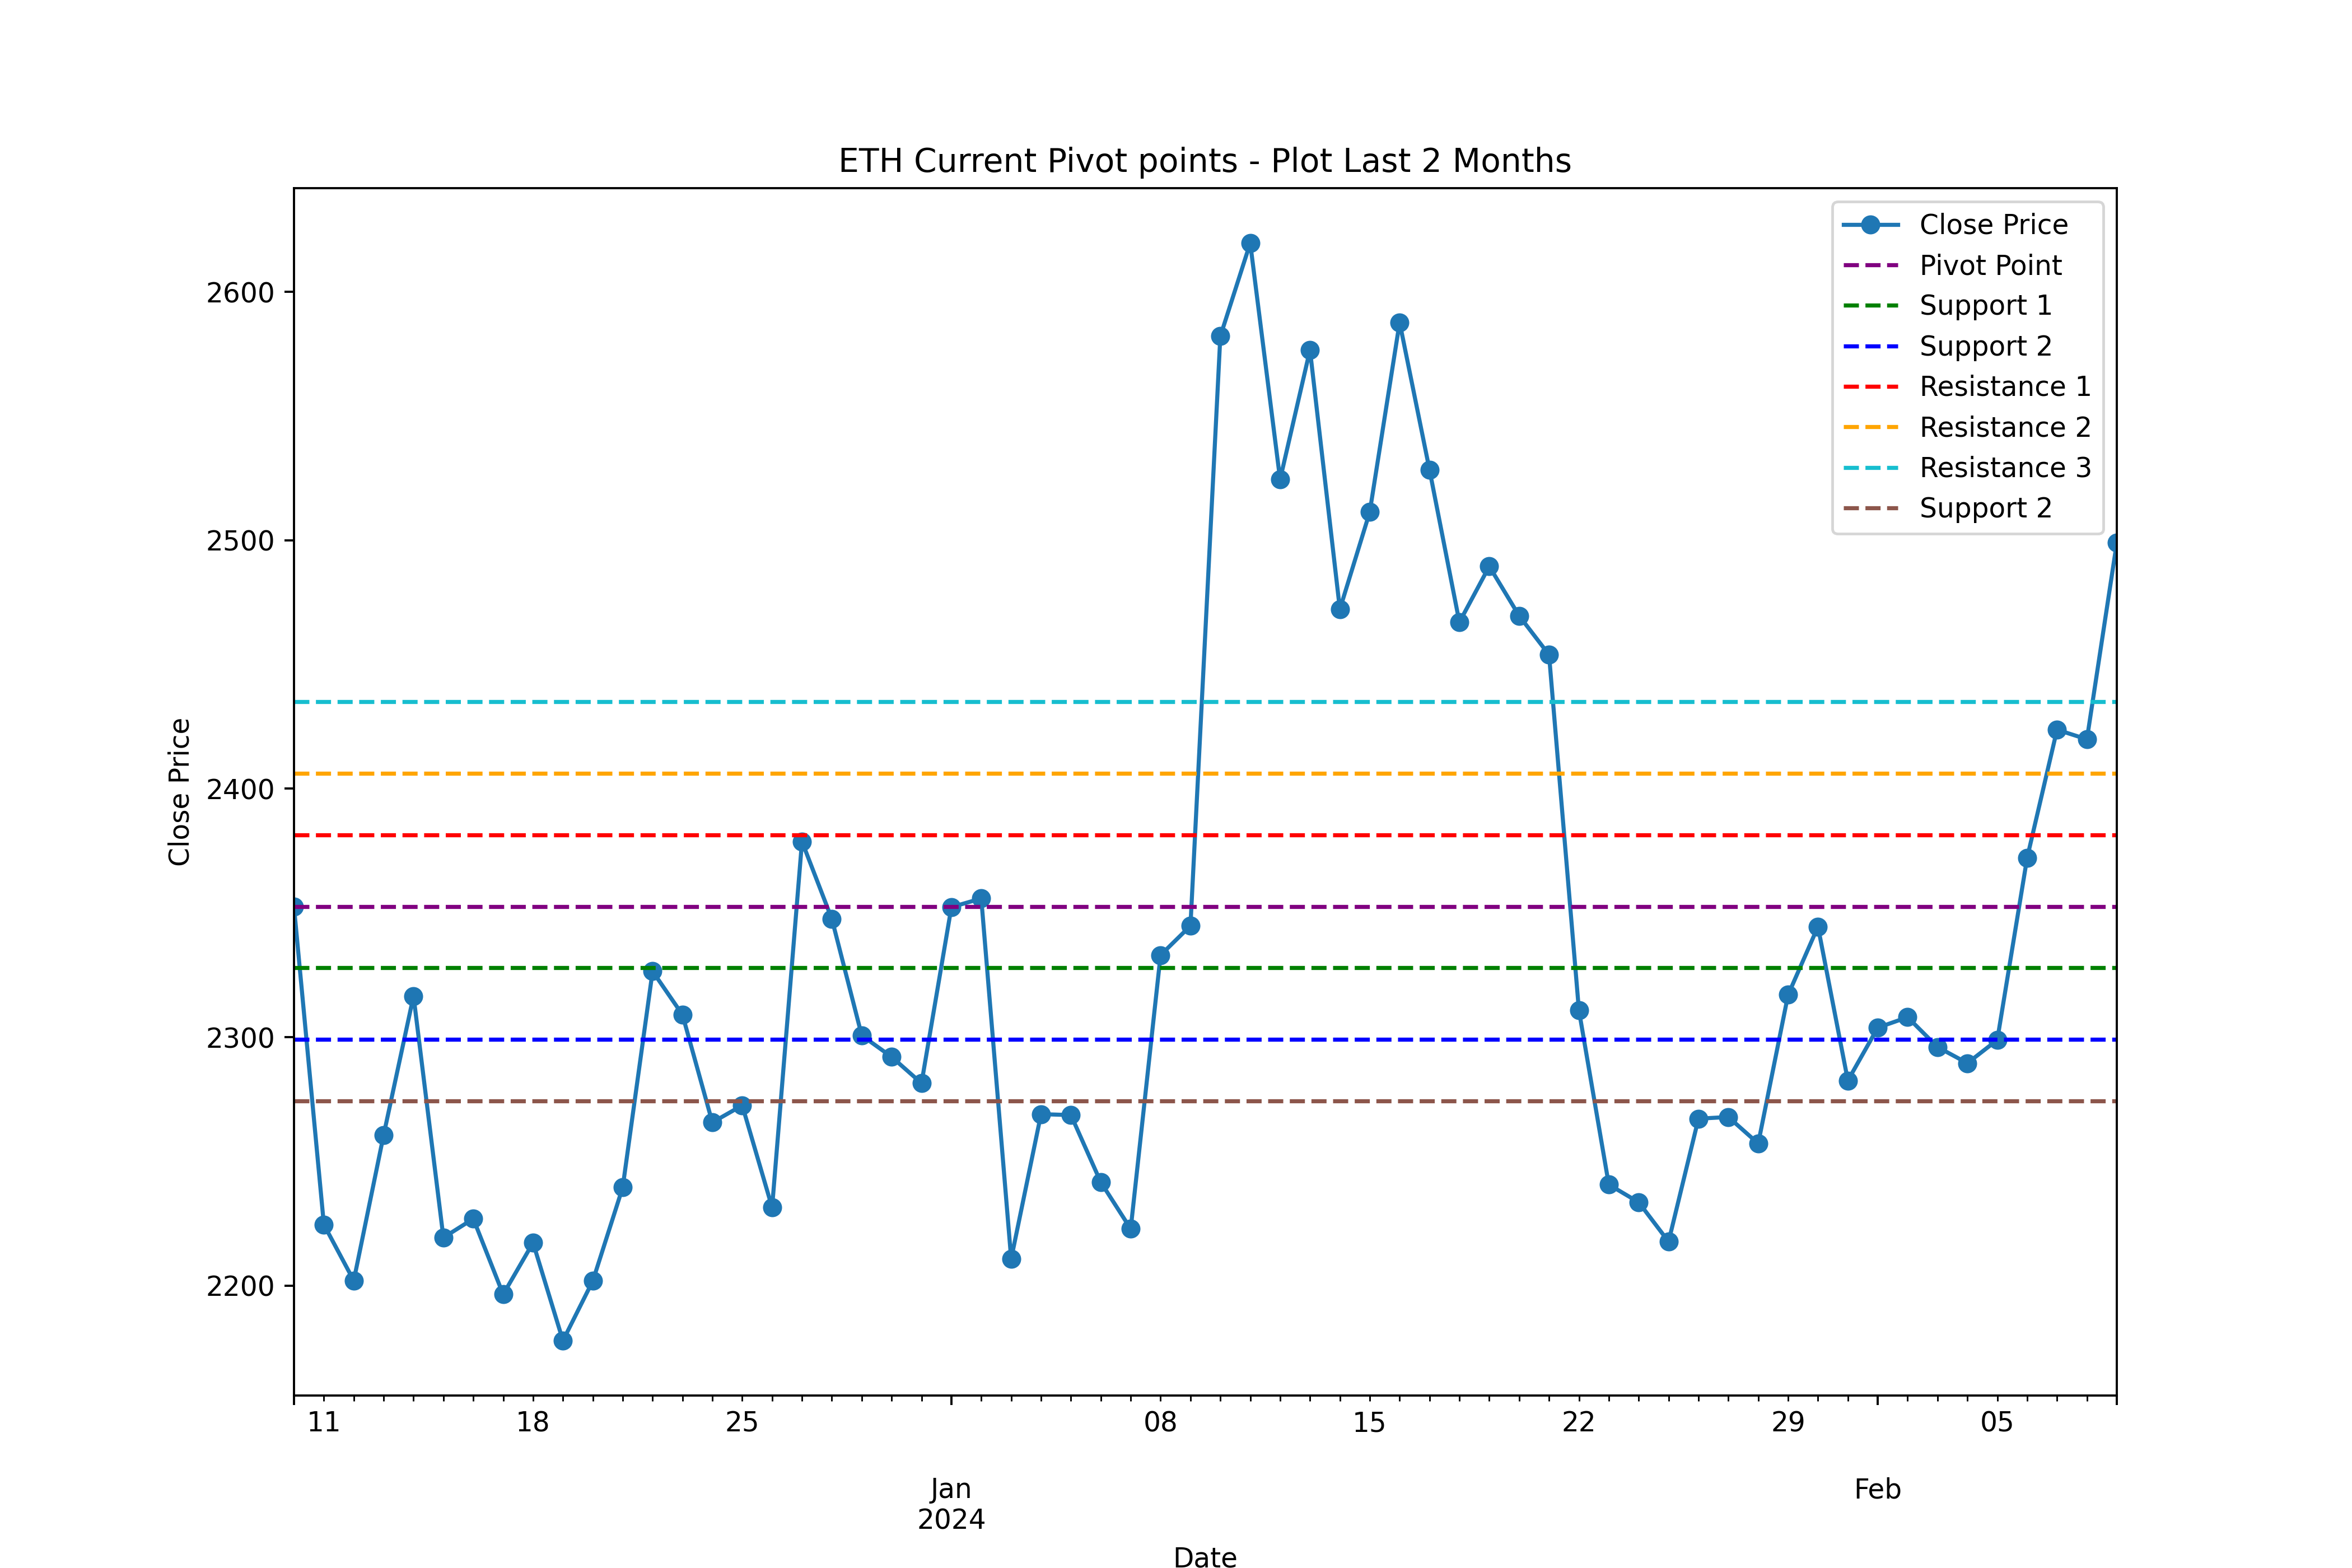 ETH Current Pivot points - Plot Last 2 Months
Close Price
Pivot Point
Support 1
Support 2
Resistance 1
Resistance 2
Resistance 3
Support 2
Close Price
2600
2500
2400
2300
2200
11 18 25 08 15 22 29 05
Jan Feb
2024
Date